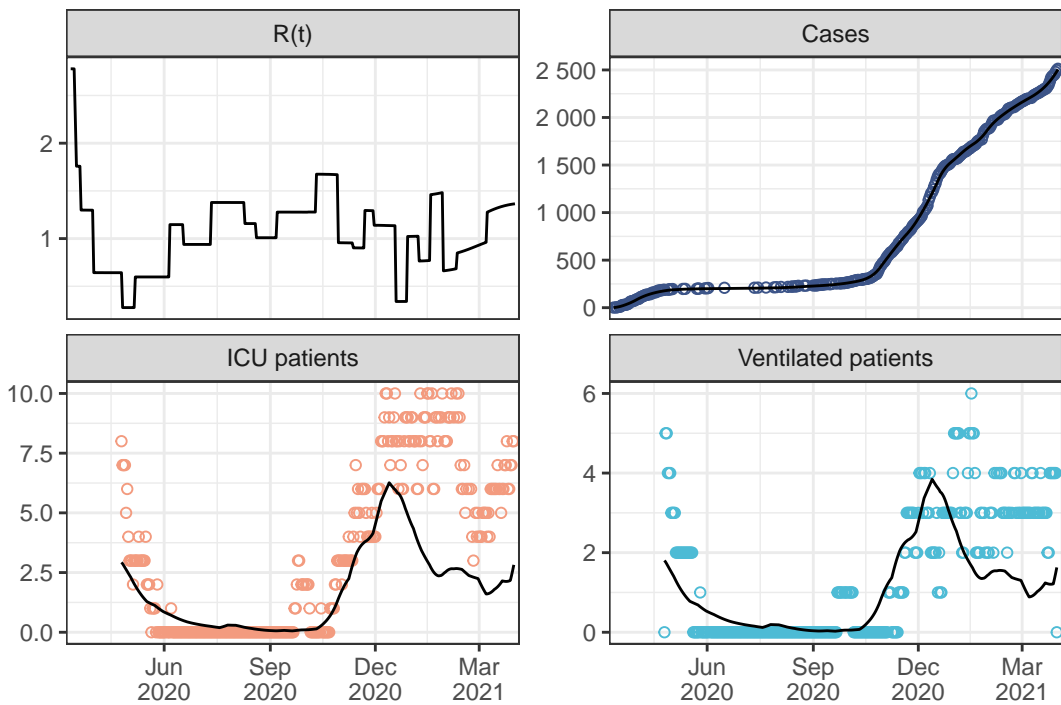 R(t)
Cases
2
1
2 500
2 000
1 500
1 000
500
0
ICU patients
Ventilated patients
10.0
7.5
5.0
2.5
0.0
6
4
2
0
Jun Sep Dec Mar
2020 2020 2020 2021
Jun Sep Dec Mar
2020 2020 2020 2021